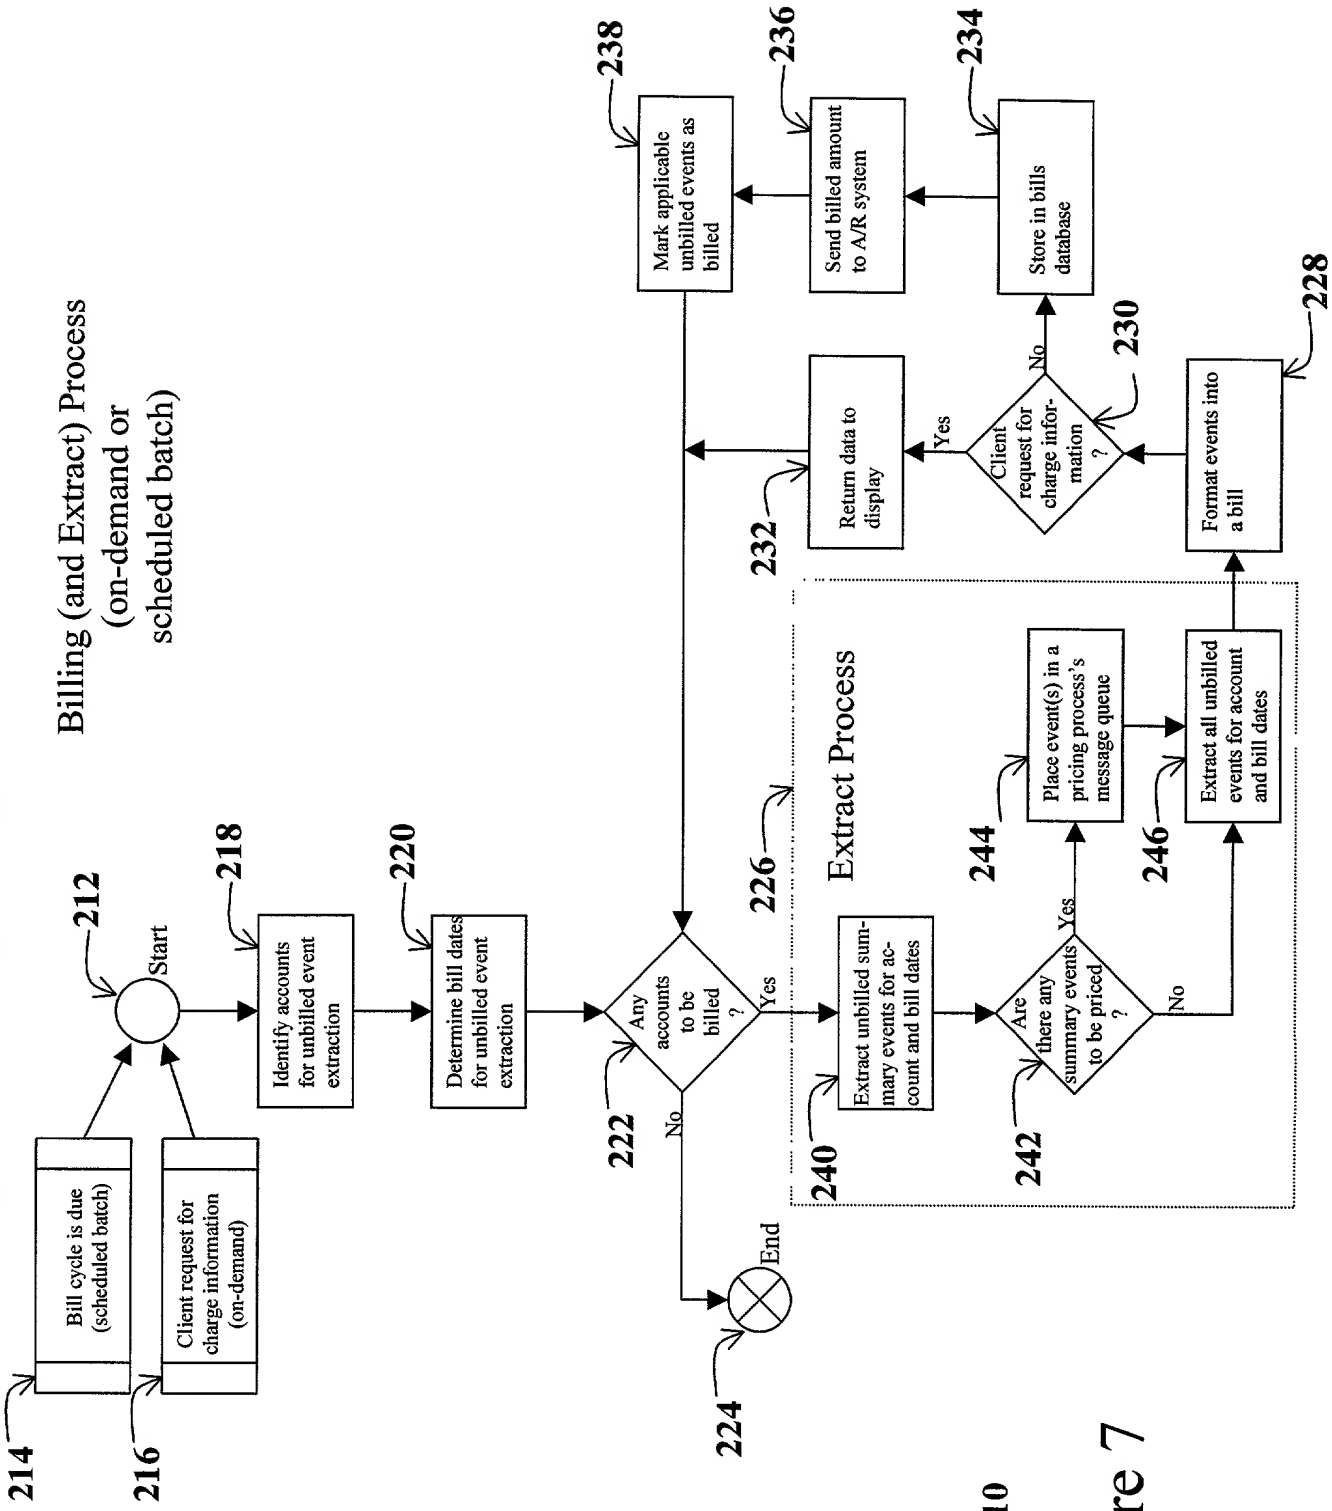 Billing (and Extract) Process
(on-demand or
scheduled batch)
214
Bill cycle is due
(scheduled batch)
216
Client request for
charge information
(on-demand)
212
Start
218
Identify accounts
for unbilled event
extraction
220
Determine bill dates
for unbilled event
extraction
222
Any
accounts
to be
billed
?
No
Yes
224
End
226
Extract Process
240
Extract unbilled sum-
mary events for ac-
count and bill dates
242
Are
there any
summary events
to be priced
?
Yes
No
244
Place event(s) in a
pricing process's
message queue
246
Extract all unbilled
events for account
and bill dates
228
Format events into
a bill
230
Client
request for
charge infor-
mation
?
Yes
No
232
Return data to
display
234
Store in bills
database
236
Send billed amount
to A/R system
238
Mark applicable
unbilled events as
billed
10
re 7